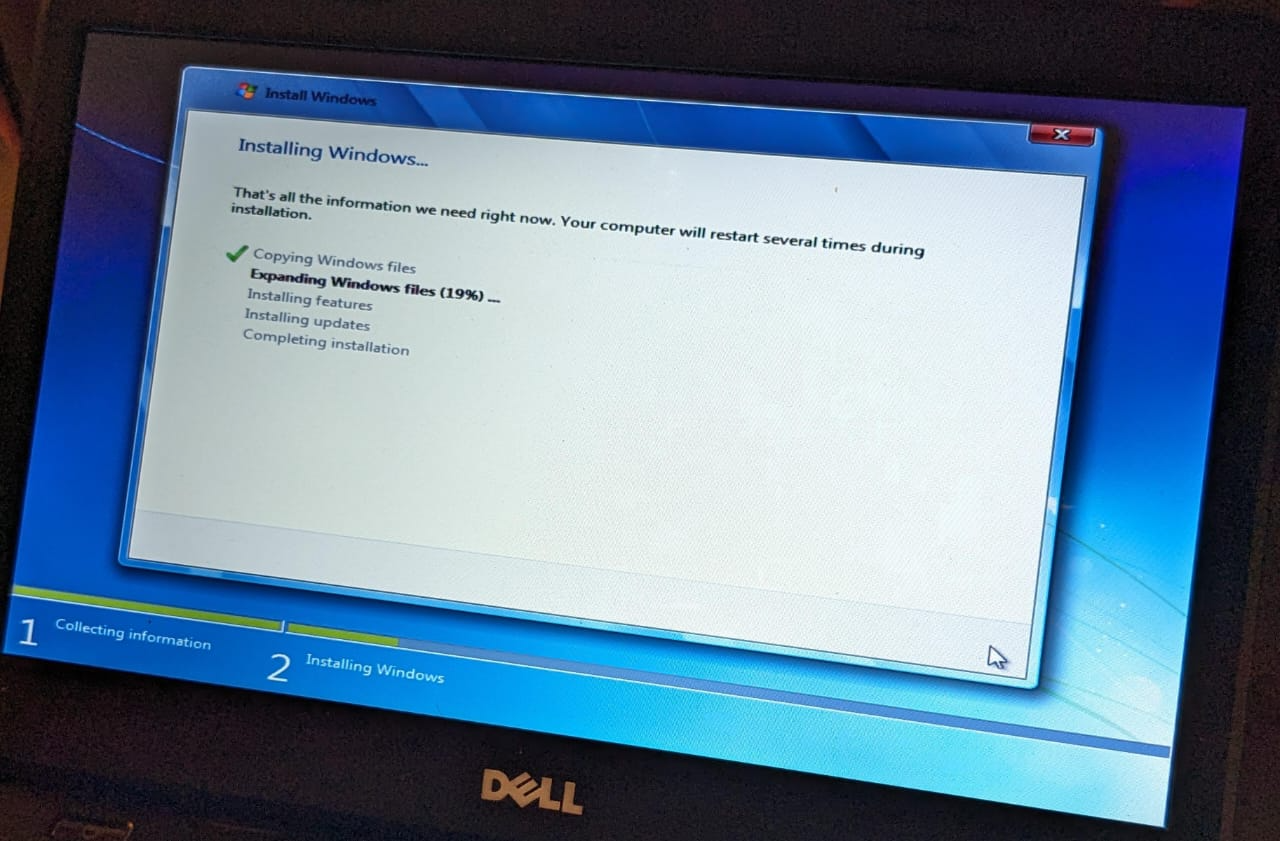 Install Windows
Installing Windows...
That's all the information we need right now. Your computer will restart several times during
installation.
Copying Windows files
Expanding Windows files (19%) ...
Installing features
Installing updates
Completing installation
1 Collecting information
2 Installing Windows
DELL